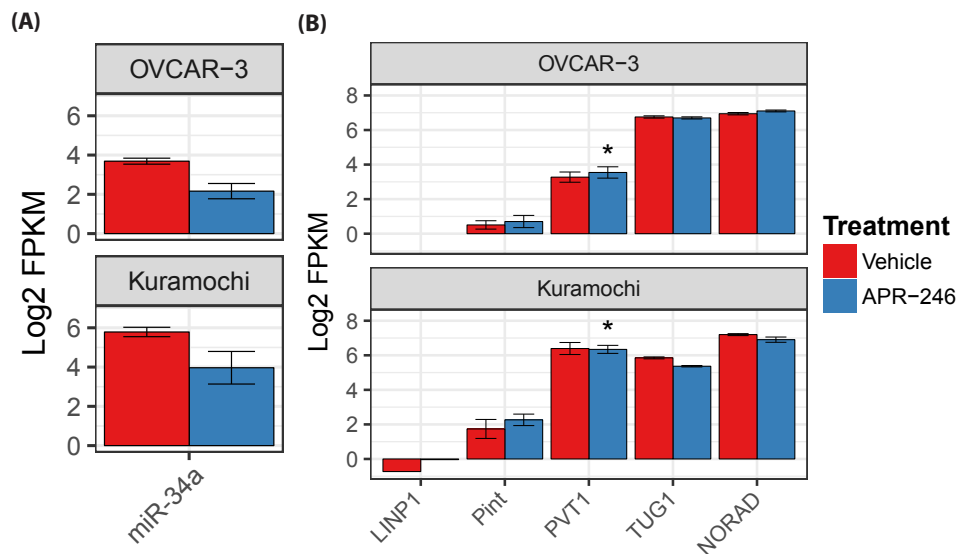 (A)
OVCAR−3
6
4
2
0
Kuramochi
6
4
2
0
Log2 FPKM
miR-34a
(B)
OVCAR−3
8
6
4
2
0
*
Kuramochi
8
6
4
2
0
*
Log2 FPKM
LINP1
Pint
PVT1
TUG1
NORAD
Treatment
Vehicle
APR−246